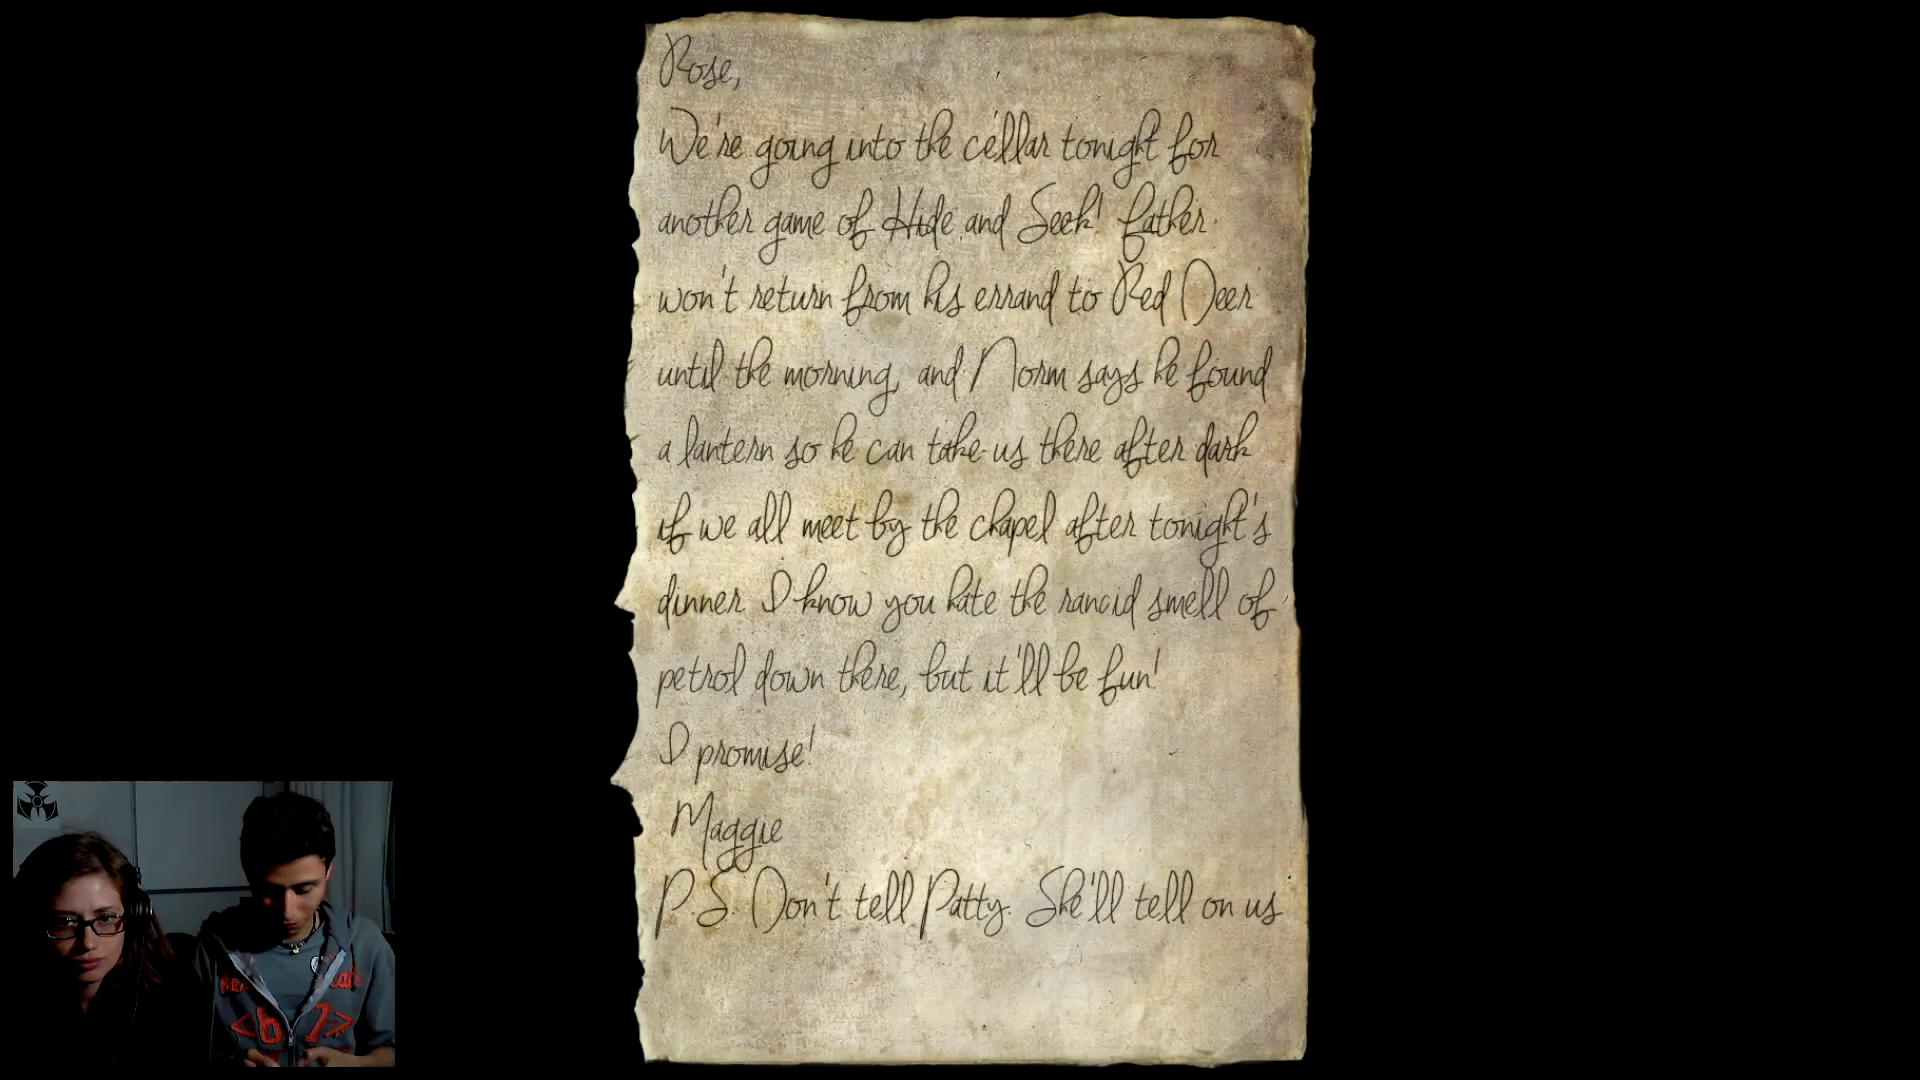 Rose,
We're going into the cellar tonight for
another game of Hide and Seek! Father
won't return from his errand to Red Deer
until the morning, and Norm says he found
a lantern so he can take us there after dark
if we all meet by the chapel after tonight's
dinner. I know you hate the rancid smell of
petrol down there, but it'll be fun!
I promise!
Maggie
P.S. Don't tell Patty. She'll tell on us
<67>